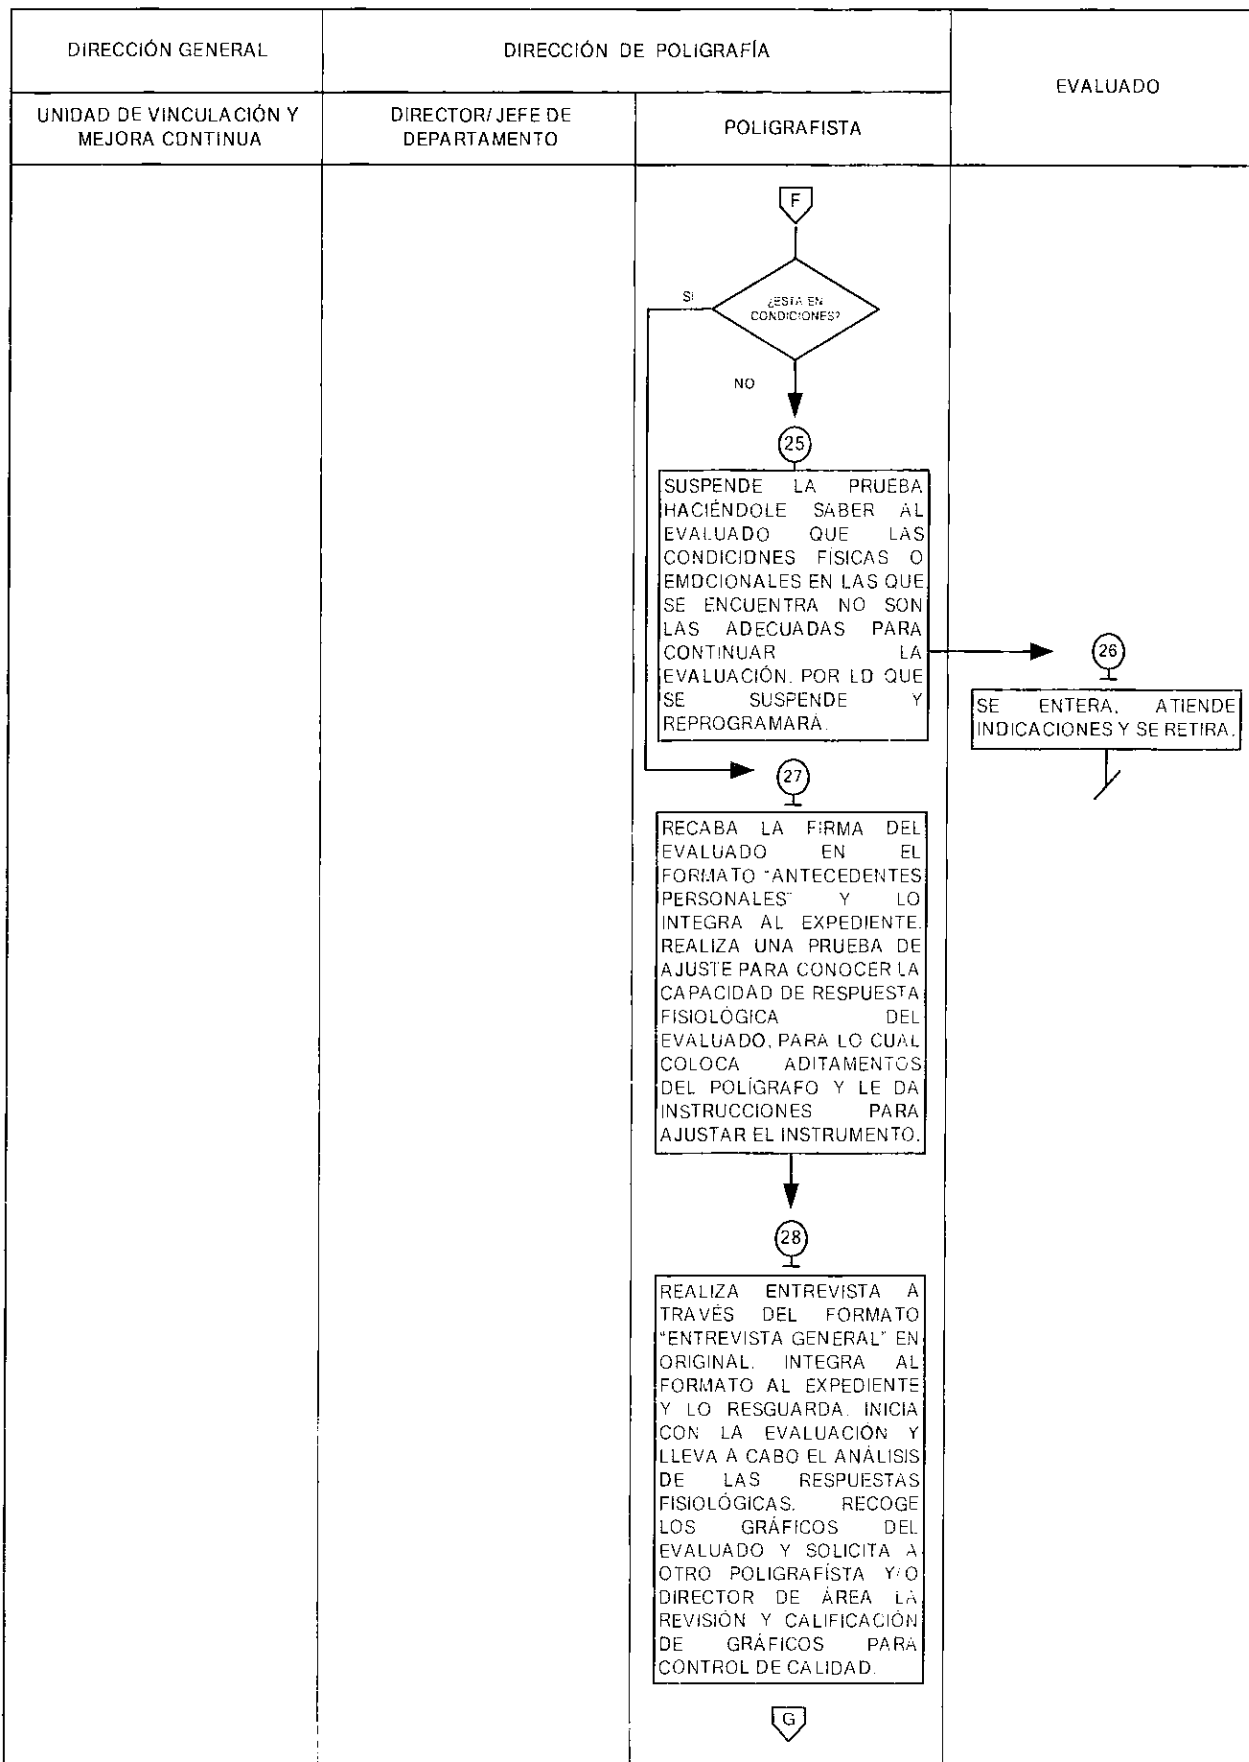 DIRECCIÓN GENERAL
DIRECCIÓN DE POLIGRAFÍA
EVALUADO
UNIDAD DE VINCULACIÓN Y
MEJORA CONTINUA
DIRECTOR/JEFE DE
DEPARTAMENTO
POLIGRAFISTA
F
SI
¿ESTA EN
CONDICIONES?
NO
25
SUSPENDE LA PRUEBA
HACIÉNDOLE SABER AL
EVALUADO QUE LAS
CONDICIONES FÍSICAS O
EMOCIONALES EN LAS QUE
SE ENCUENTRA NO SON
LAS ADECUADAS PARA
CONTINUAR LA
EVALUACIÓN. POR LO QUE
SE SUSPENDE Y
REPROGRAMARÁ.
26
SE ENTERA, ATIENDE
INDICACIONES Y SE RETIRA.
27
RECABA LA FIRMA DEL
EVALUADO EN EL
FORMATO "ANTECEDENTES
PERSONALES" Y LO
INTEGRA AL EXPEDIENTE.
REALIZA UNA PRUEBA DE
AJUSTE PARA CONOCER LA
CAPACIDAD DE RESPUESTA
FISIOLÓGICA DEL
EVALUADO, PARA LO CUAL
COLOCA ADITAMENTOS
DEL POLÍGRAFO Y LE DA
INSTRUCCIONES PARA
AJUSTAR EL INSTRUMENTO.
28
REALIZA ENTREVISTA A
TRAVÉS DEL FORMATO
"ENTREVISTA GENERAL" EN
ORIGINAL. INTEGRA AL
FORMATO AL EXPEDIENTE
Y LO RESGUARDA. INICIA
CON LA EVALUACIÓN Y
LLEVA A CABO EL ANÁLISIS
DE LAS RESPUESTAS
FISIOLÓGICAS. RECOGE
LOS GRÁFICOS DEL
EVALUADO Y SOLICITA A
OTRO POLIGRAFÍSTA Y/O
DIRECTOR DE ÁREA LA
REVISIÓN Y CALIFICACIÓN
DE GRÁFICOS PARA
CONTROL DE CALIDAD.
G